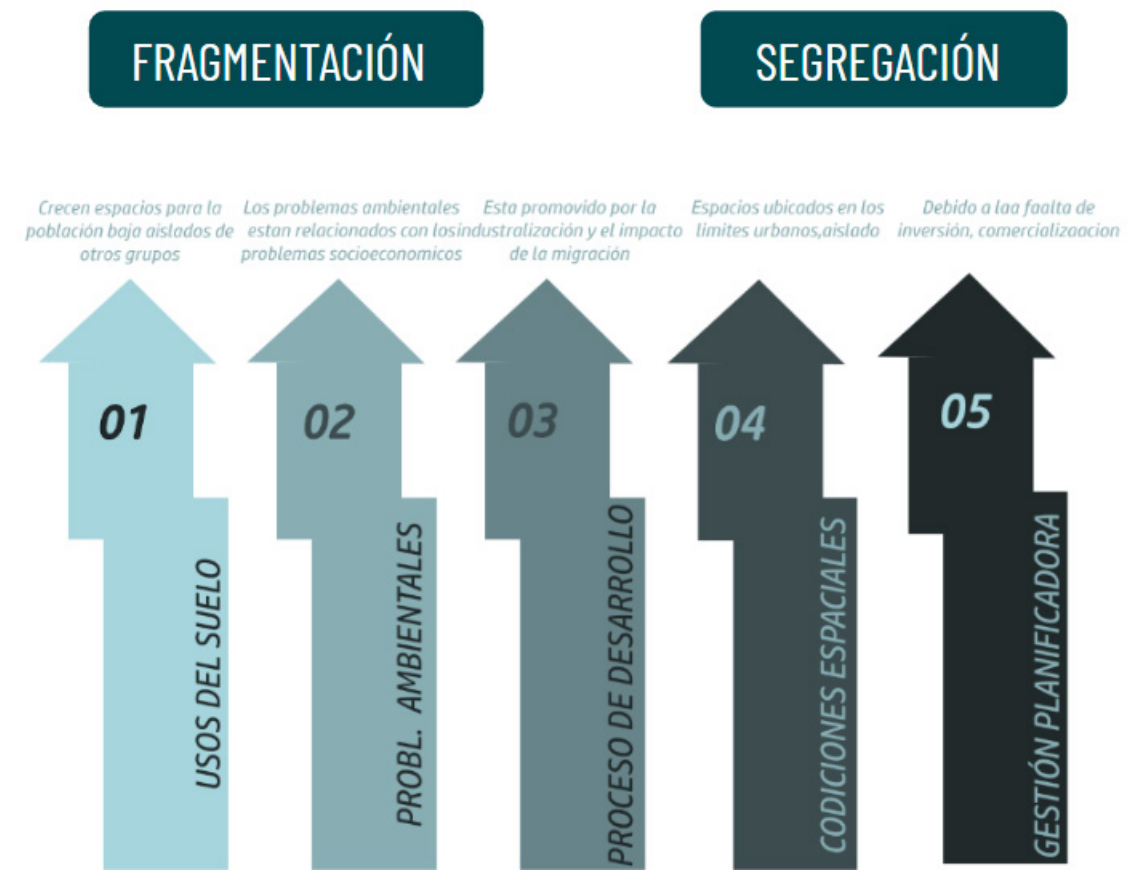 FRAGMENTACIÓN
SEGREGACIÓN
Crecen espacios para la
población baja aislados de
otros grupos
Los problemas ambientales
estan relacionados con los
problemas socioeconomicos
Esta promovido por la
industralización y el impacto
de la migración
Espacios ubicados en los
limites urbanos,aislado
Debido a laa faalta de
inversión, comercializaocion
01
02
03
04
05
USOS DEL SUELO
PROBL. AMBIENTALES
PROCESO DE DESARROLLO
CODICIONES ESPACIALES
GESTIÓN PLANIFICADORA